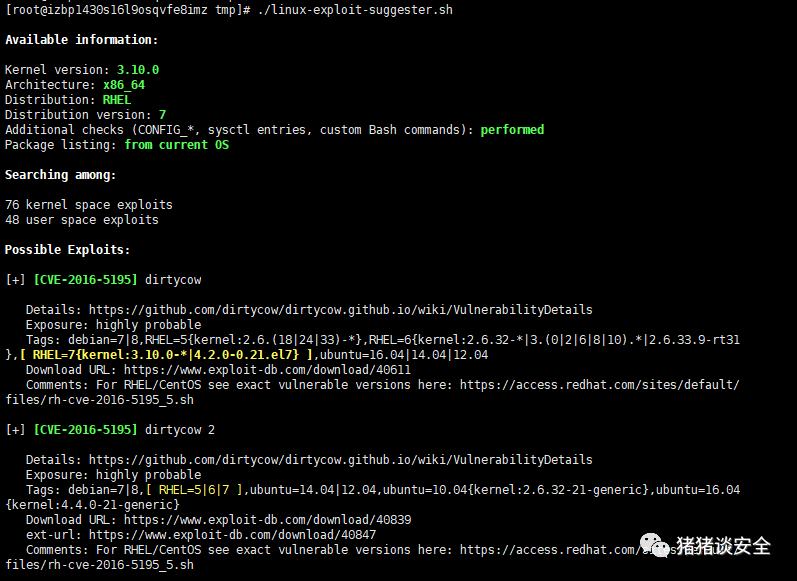 [root@izbp1430s16l9osqvfe8imz tmp]# ./linux-exploit-suggester.sh
Available information:
Kernel version: 3.10.0
Architecture: x86_64
Distribution: RHEL
Distribution version: 7
Additional checks (CONFIG_*, sysctl entries, custom Bash commands): performed
Package listing: from current OS
Searching among:
76 kernel space exploits
48 user space exploits
Possible Exploits:
[+] [CVE-2016-5195] dirtycow
Details: https://github.com/dirtycow/dirtycow.github.io/wiki/VulnerabilityDetails
Exposure: highly probable
Tags: debian=7|8,RHEL=5{kernel:2.6.(18|24|33)-*},RHEL=6{kernel:2.6.32-*|3.(0|2|6|8|10).*|2.6.33.9-rt31
},[ RHEL=7{kernel:3.10.0-*|4.2.0-0.21.el7} ],ubuntu=16.04|14.04|12.04
Download URL: https://www.exploit-db.com/download/40611
Comments: For RHEL/CentOS see exact vulnerable versions here: https://access.redhat.com/sites/default/
files/rh-cve-2016-5195_5.sh
[+] [CVE-2016-5195] dirtycow 2
Details: https://github.com/dirtycow/dirtycow.github.io/wiki/VulnerabilityDetails
Exposure: highly probable
Tags: debian=7|8,[ RHEL=5|6|7 ],ubuntu=14.04|12.04,ubuntu=10.04{kernel:2.6.32-21-generic},ubuntu=16.04
{kernel:4.4.0-21-generic}
Download URL: https://www.exploit-db.com/download/40839
ext-url: https://www.exploit-db.com/download/40847
Comments: For RHEL/CentOS see exact vulnerable versions here: https://access.redhat.com/
files/rh-cve-2016-5195_5.sh
猪猪谈安全